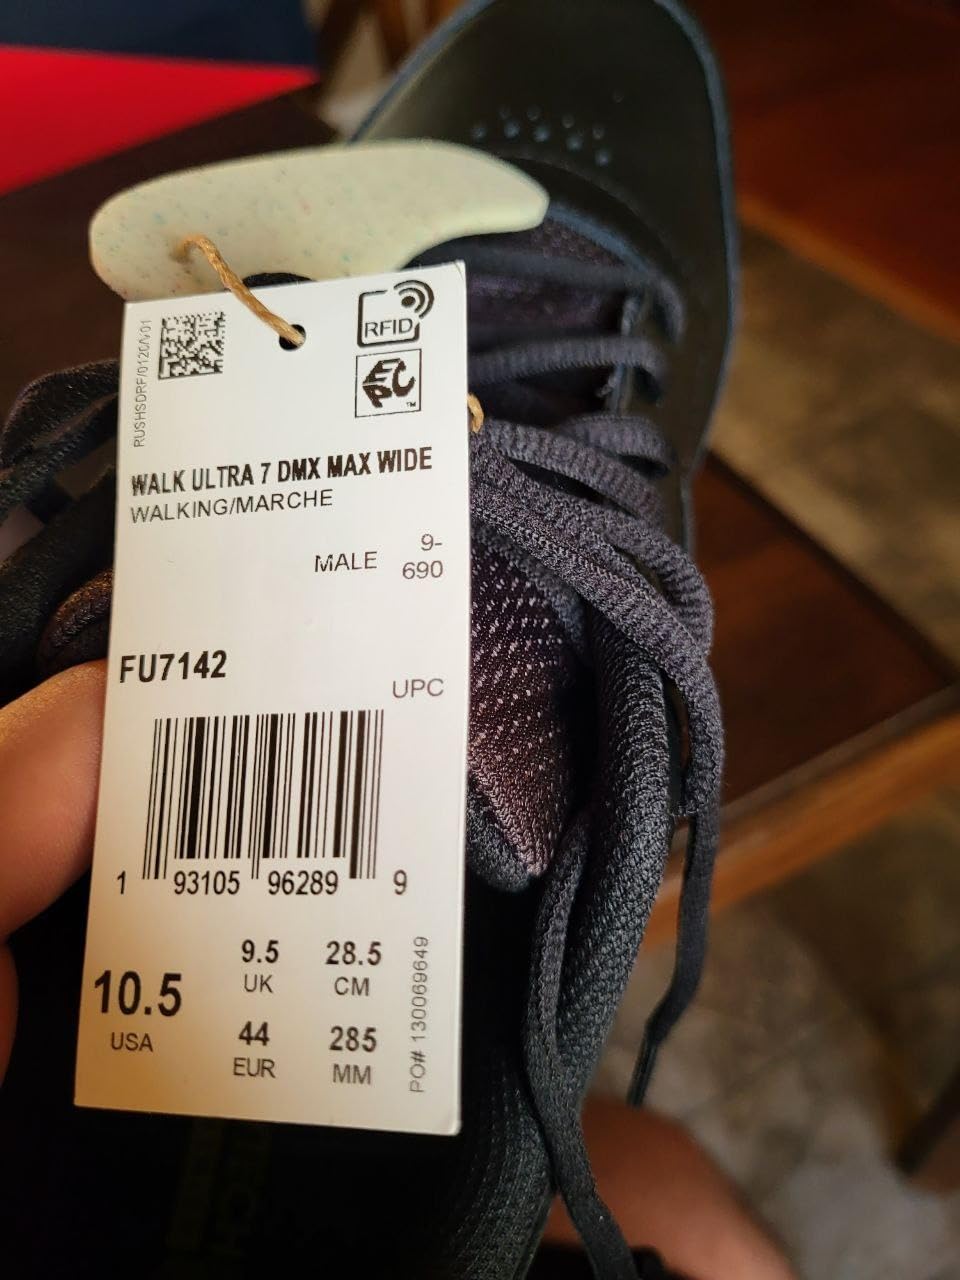 RUSHSDRF/0120/V01
RFID
EPC
TM
WALK ULTRA 7 DMX MAX WIDE
WALKING/MARCHE
MALE 9-
690
FU7142
UPC
1 93105 96289 9
10.5
USA
9.5 28.5
UK CM
44 285
EUR MM
PO# 130069649